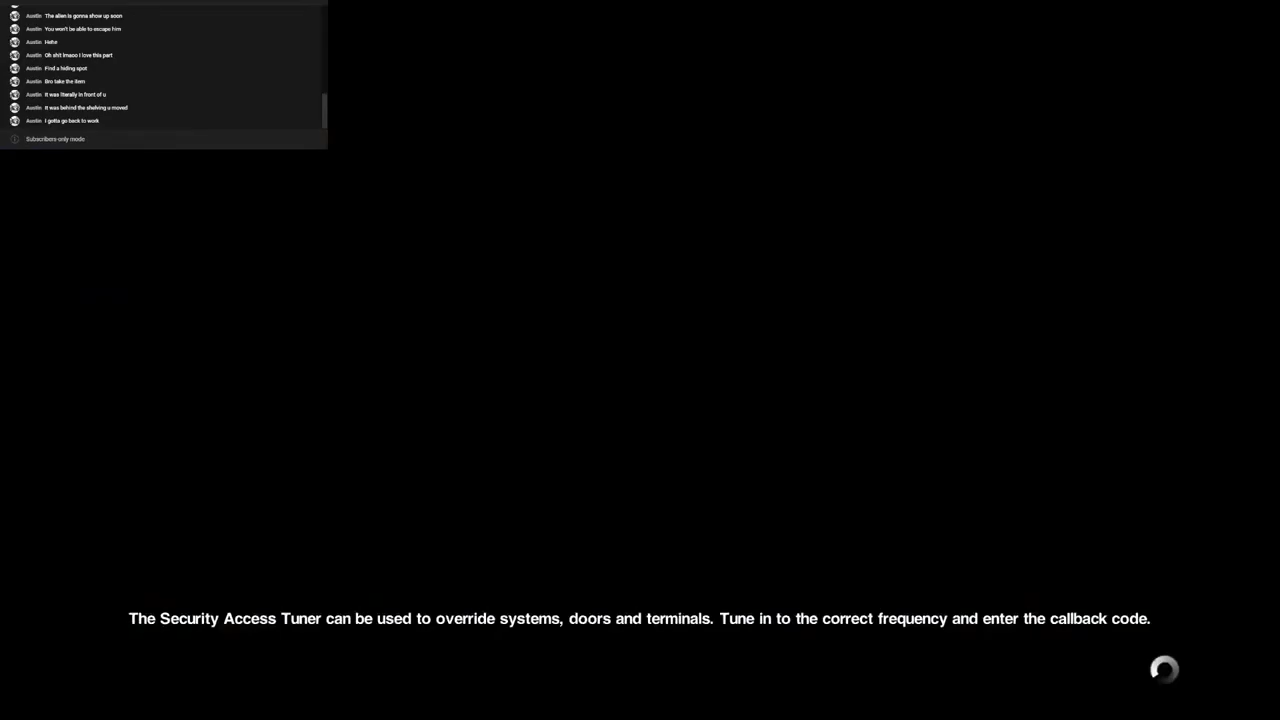 Austin The alien is gonna show up soon
Austin You won't be able to escape him
Austin Hehe
Austin Oh shit lmaoo I love this part
Austin Find a hiding spot
Austin Bro take the item
Austin It was literally in front of u
Austin It was behind the shelving u moved
Austin I gotta go back to work
Subscribers-only mode
The Security Access Tuner can be used to override systems, doors and terminals. Tune in to the correct frequency and enter the callback code.